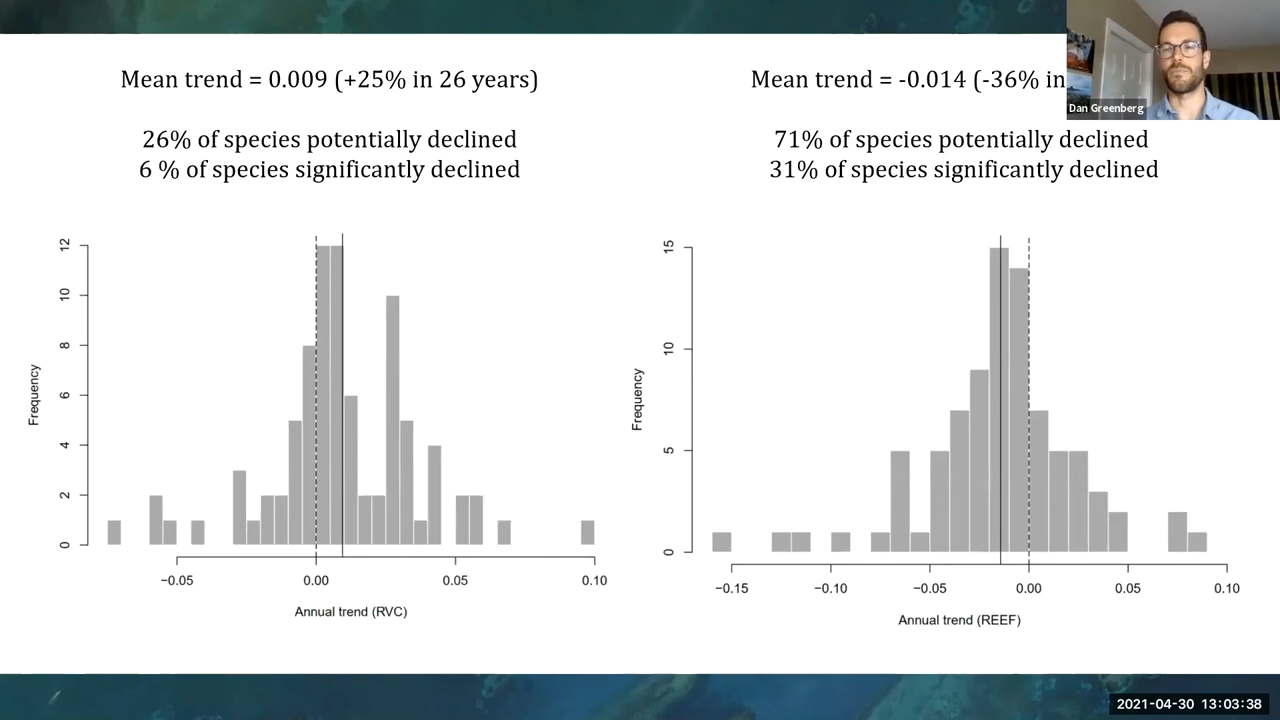 Mean trend = 0.009 (+25% in 26 years)
26% of species potentially declined
6 % of species significantly declined
12
10
8
6
4
2
0
Frequency
−0.05
0.00
0.05
0.10
Annual trend (RVC)
Mean trend = -0.014 (-36% in
71% of species potentially declined
31% of species significantly declined
15
10
5
0
Frequency
−0.15
−0.10
−0.05
0.00
0.05
0.10
Annual trend (REEF)
Dan Greenberg
2021-04-30 13:03:38